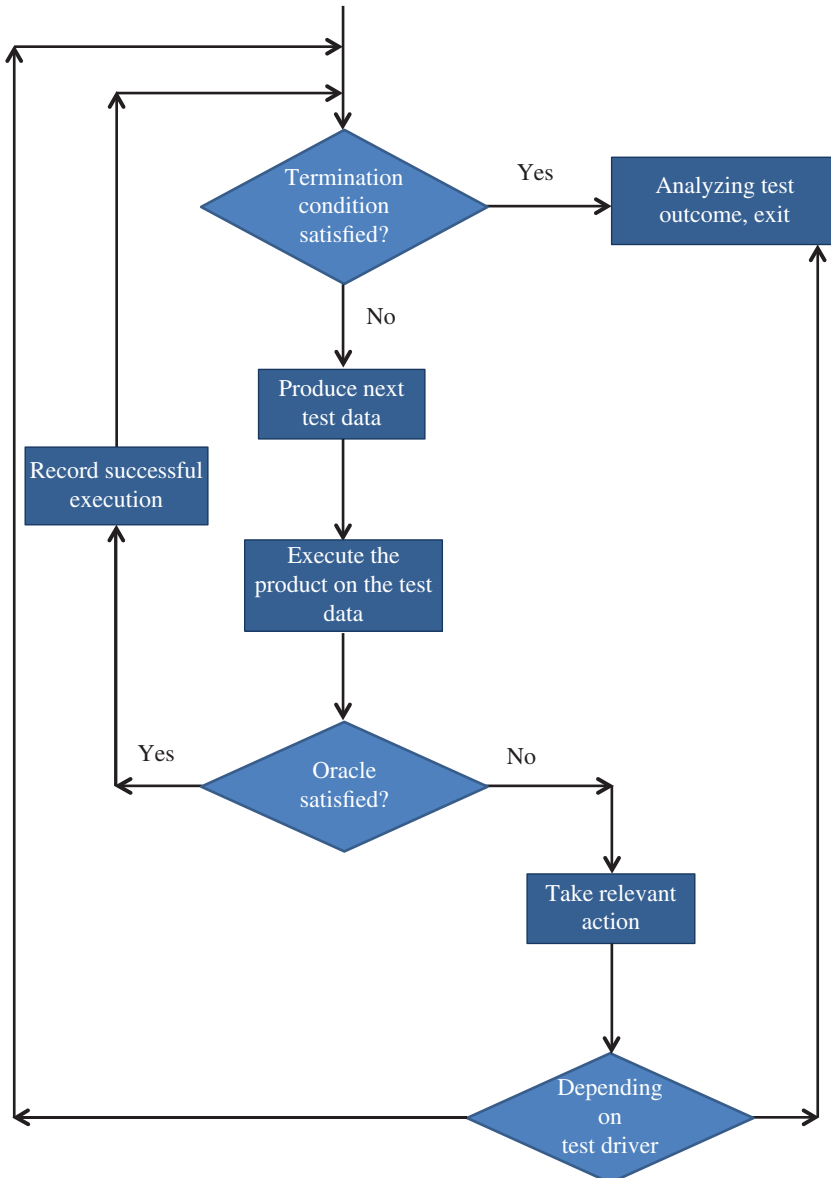 Termination
condition
satisfied?
Yes
Analyzing test
outcome, exit
No
Produce next
test data
Record successful
execution
Execute the
product on the test
data
Yes
Oracle
satisfied?
No
Take relevant
action
Depending
on
test driver